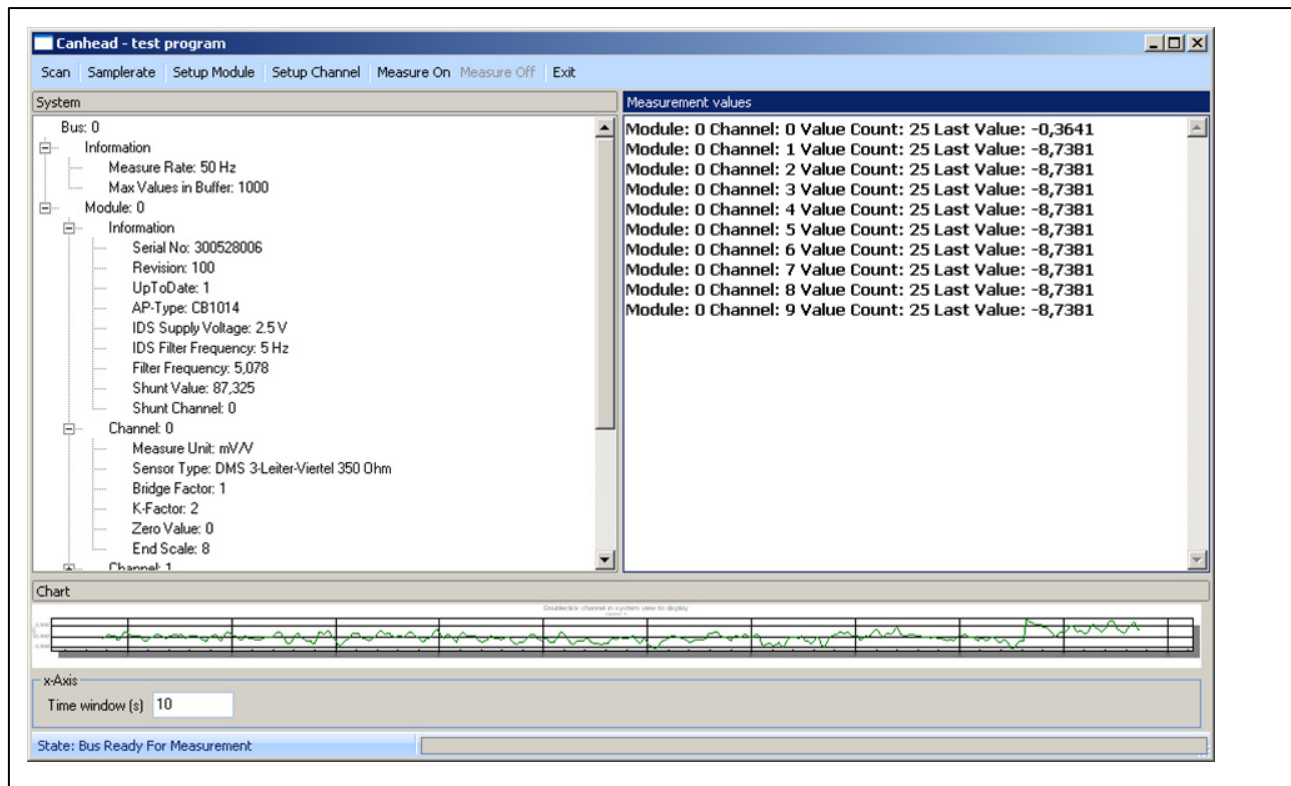 Canhead - test program
Scan Samplerate Setup Module Setup Channel Measure On Measure Off Exit
System
Bus: 0
Information
Measure Rate: 50 Hz
Max Values in Buffer: 1000
Module: 0
Information
Serial No: 300528006
Revision: 100
UpToDate: 1
AP-Type: CB1014
IDS Supply Voltage: 2.5 V
IDS Filter Frequency: 5 Hz
Filter Frequency: 5,078
Shunt Value: 87,325
Shunt Channel: 0
Channel: 0
Measure Unit: mV/V
Sensor Type: DMS 3-Leiter-Viertel 350 Ohm
Bridge Factor: 1
K-Factor: 2
Zero Value: 0
End Scale: 8
Channel: 1
Measurement values
Module: 0 Channel: 0 Value Count: 25 Last Value: -0,3641
Module: 0 Channel: 1 Value Count: 25 Last Value: -8,7381
Module: 0 Channel: 2 Value Count: 25 Last Value: -8,7381
Module: 0 Channel: 3 Value Count: 25 Last Value: -8,7381
Module: 0 Channel: 4 Value Count: 25 Last Value: -8,7381
Module: 0 Channel: 5 Value Count: 25 Last Value: -8,7381
Module: 0 Channel: 6 Value Count: 25 Last Value: -8,7381
Module: 0 Channel: 7 Value Count: 25 Last Value: -8,7381
Module: 0 Channel: 8 Value Count: 25 Last Value: -8,7381
Module: 0 Channel: 9 Value Count: 25 Last Value: -8,7381
Chart
Doubleclick channel in system view to display
x-Axis
Time window (s) 10
State: Bus Ready For Measurement